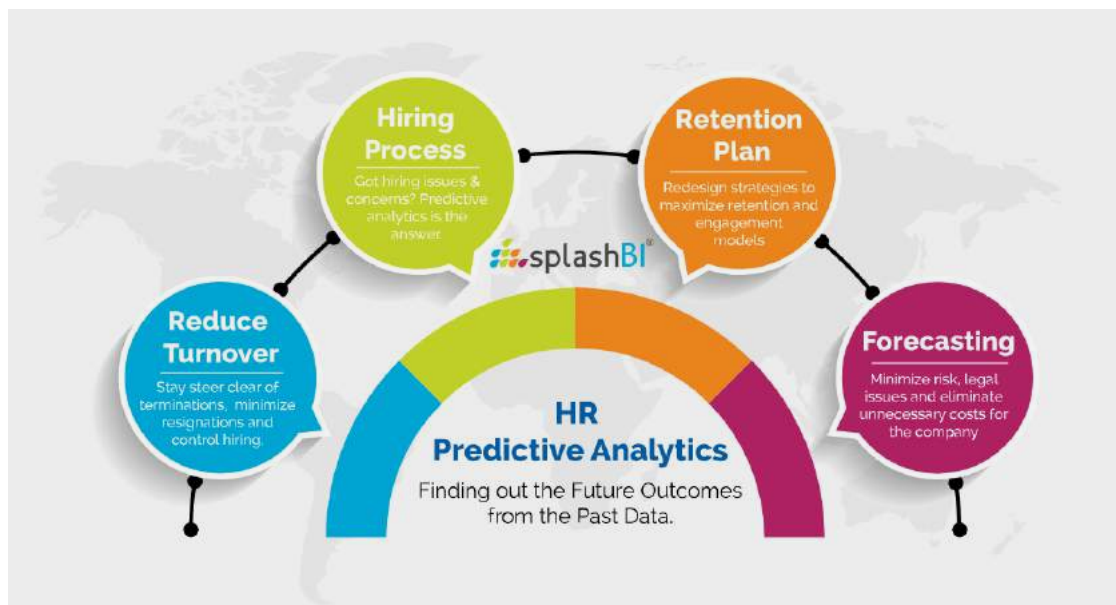 Hiring
Process
Got hiring issues &
concerns? Predictive
analytics is the
answer
Retention
Plan
Redesign strategies to
maximize retention and
engagement
models
splashBI®
Reduce
Turnover
Stay steer clear of
terminations, minimize
resignations and
control hiring.
Forecasting
Minimize risk, legal
issues and eliminate
unnecessary costs for
the company
HR
Predictive Analytics
Finding out the Future Outcomes
from the Past Data.